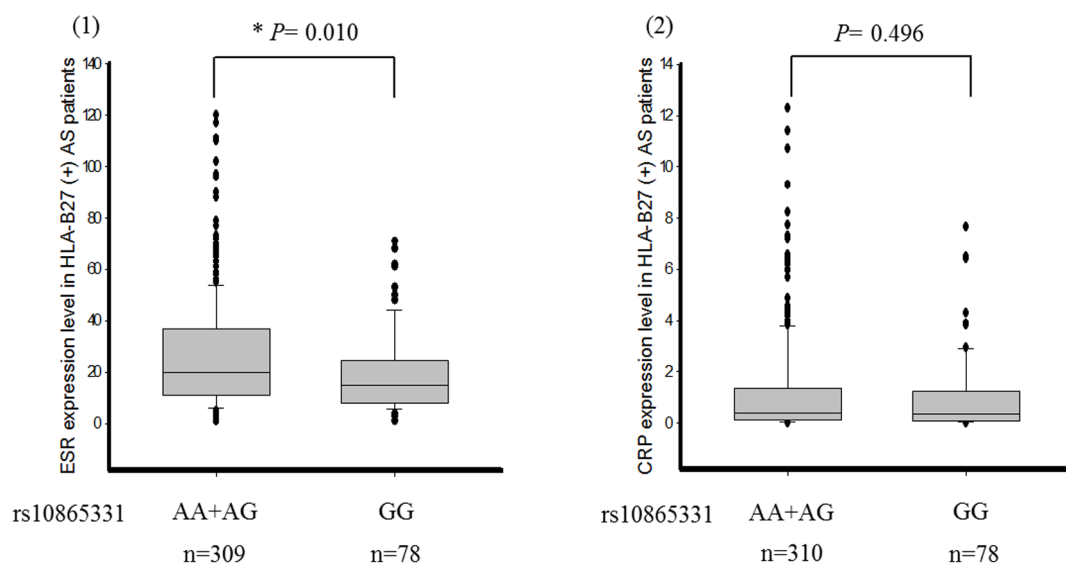 (1)
* P= 0.010
ESR expression level in HLA-B27 (+) AS patients
140
120
100
80
60
40
20
0
rs10865331 AA+AG GG
n=309 n=78
(2)
P= 0.496
CRP expression level in HLA-B27 (+) AS patients
14
12
10
8
6
4
2
0
rs10865331 AA+AG GG
n=310 n=78